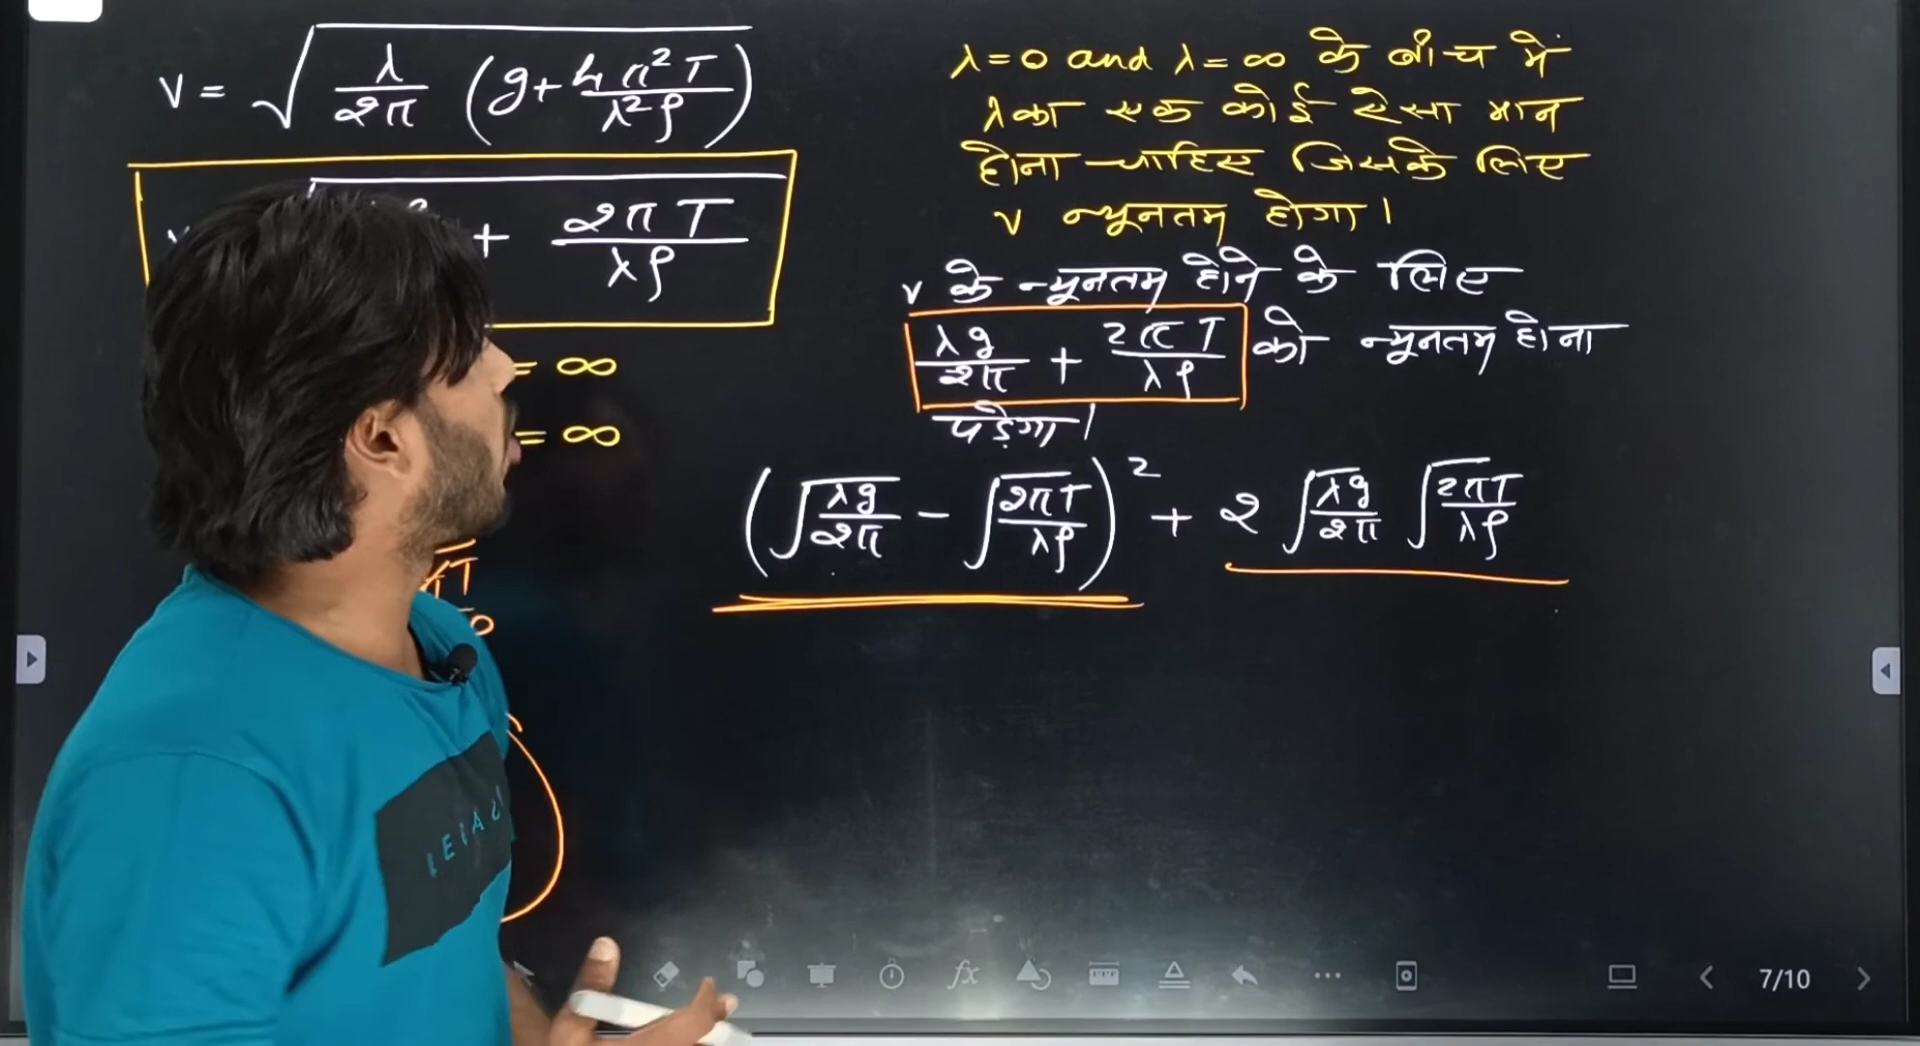 v = √(λ/2π (g + 4π²T/λ²ρ))
+ 2πT/λρ
= ∞
= ∞
λ = 0 and λ = ∞ के बीच में
λ का एक कोई ऐसा मान
होना चाहिए जिसके लिए
v न्यूनतम होगा।
v के न्यूनतम होने के लिए
λg/2π + 2πT/λρ को न्यूनतम होना
पड़ेगा।
(√(λg/2π) − √(2πT/λρ))² + 2 √(λg/2π) √(2πT/λρ)
7/10